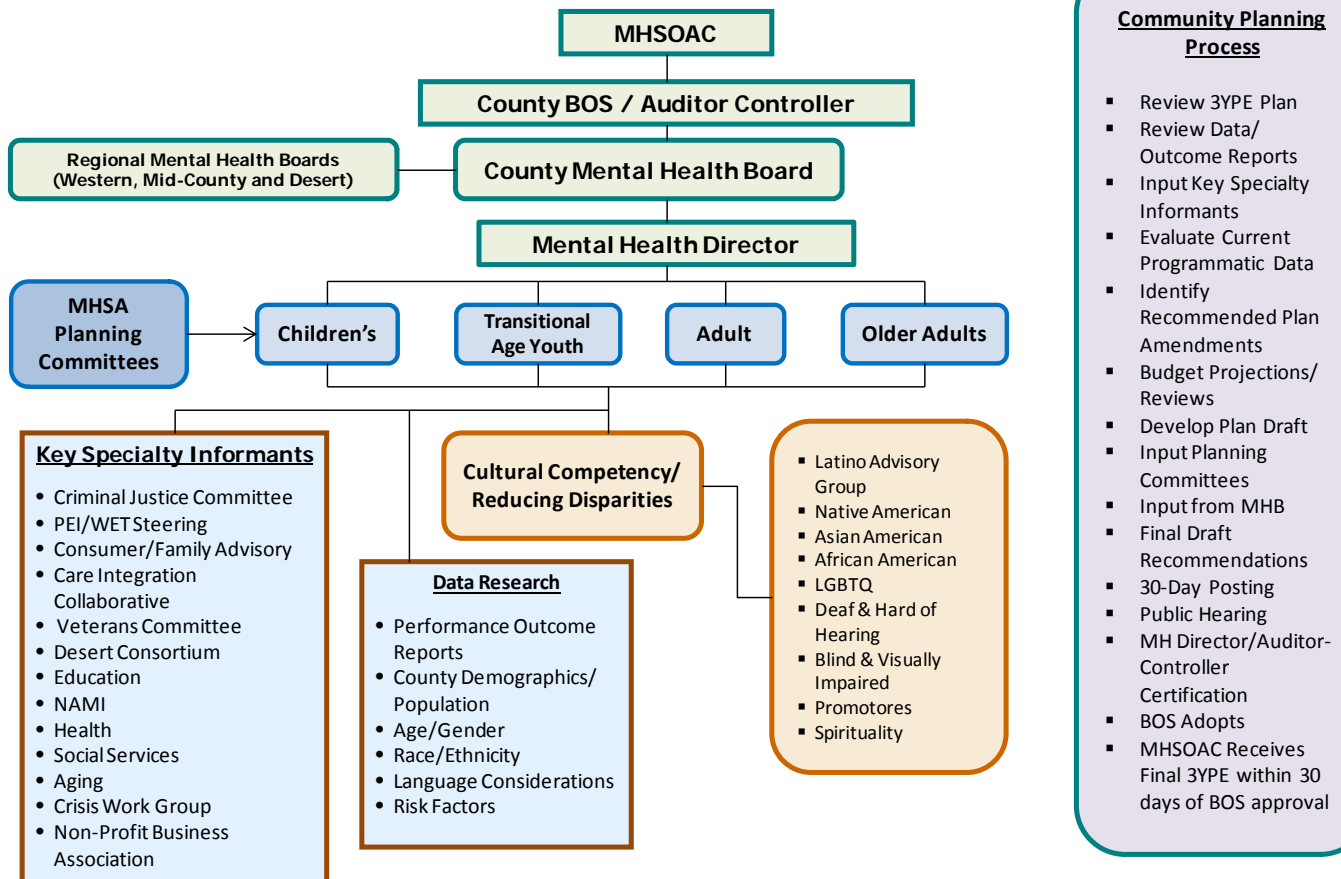 MHSOAC
County BOS / Auditor Controller
Regional Mental Health Boards
(Western, Mid-County and Desert)
County Mental Health Board
Mental Health Director
MHSA
Planning
Committees
Children's
Transitional
Age Youth
Adult
Older Adults
Key Specialty Informants
• Criminal Justice Committee
• PEI/WET Steering
• Consumer/Family Advisory
• Care Integration
Collaborative
• Veterans Committee
• Desert Consortium
• Education
• NAMI
• Health
• Social Services
• Aging
• Crisis Work Group
• Non-Profit Business
Association
Data Research
• Performance Outcome
Reports
• County Demographics/
Population
• Age/Gender
• Race/Ethnicity
• Language Considerations
• Risk Factors
Cultural Competency/
Reducing Disparities
▪ Latino Advisory
Group
▪ Native American
▪ Asian American
▪ African American
▪ LGBTQ
▪ Deaf & Hard of
Hearing
▪ Blind & Visually
Impaired
▪ Promotores
▪ Spirituality
Community Planning
Process
▪ Review 3YPE Plan
▪ Review Data/
Outcome Reports
▪ Input Key Specialty
Informants
▪ Evaluate Current
Programmatic Data
▪ Identify
Recommended Plan
Amendments
▪ Budget Projections/
Reviews
▪ Develop Plan Draft
▪ Input Planning
Committees
▪ Input from MHB
▪ Final Draft
Recommendations
▪ 30-Day Posting
▪ Public Hearing
▪ MH Director/Auditor-
Controller
Certification
▪ BOS Adopts
▪ MHSOAC Receives
Final 3YPE within 30
days of BOS approval